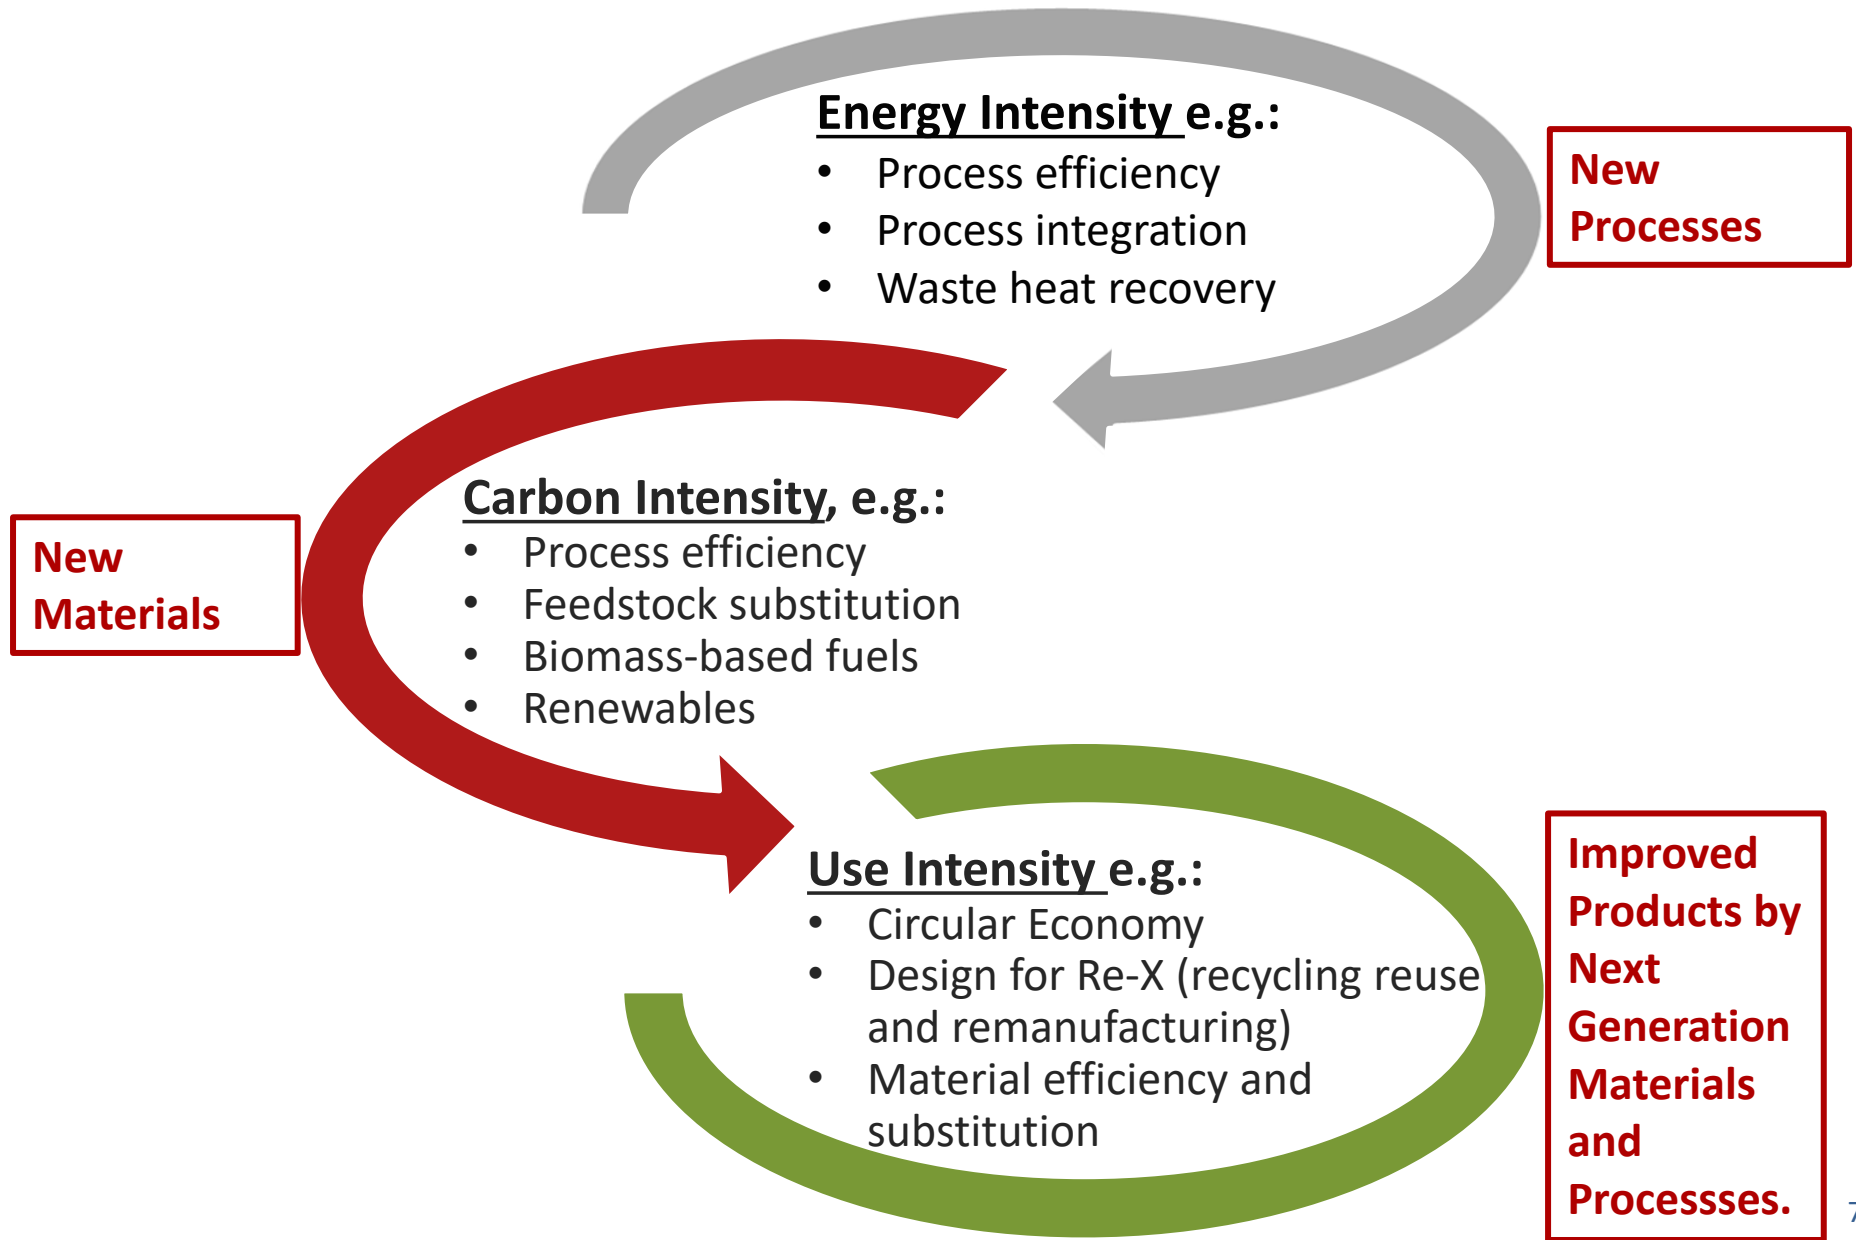 Energy Intensity e.g.:
• Process efficiency
• Process integration
• Waste heat recovery
New
Processes
Carbon Intensity, e.g.:
• Process efficiency
• Feedstock substitution
• Biomass-based fuels
• Renewables
New
Materials
Use Intensity e.g.:
• Circular Economy
• Design for Re-X (recycling reuse
and remanufacturing)
• Material efficiency and
substitution
Improved
Products by
Next
Generation
Materials
and
Processses.
7